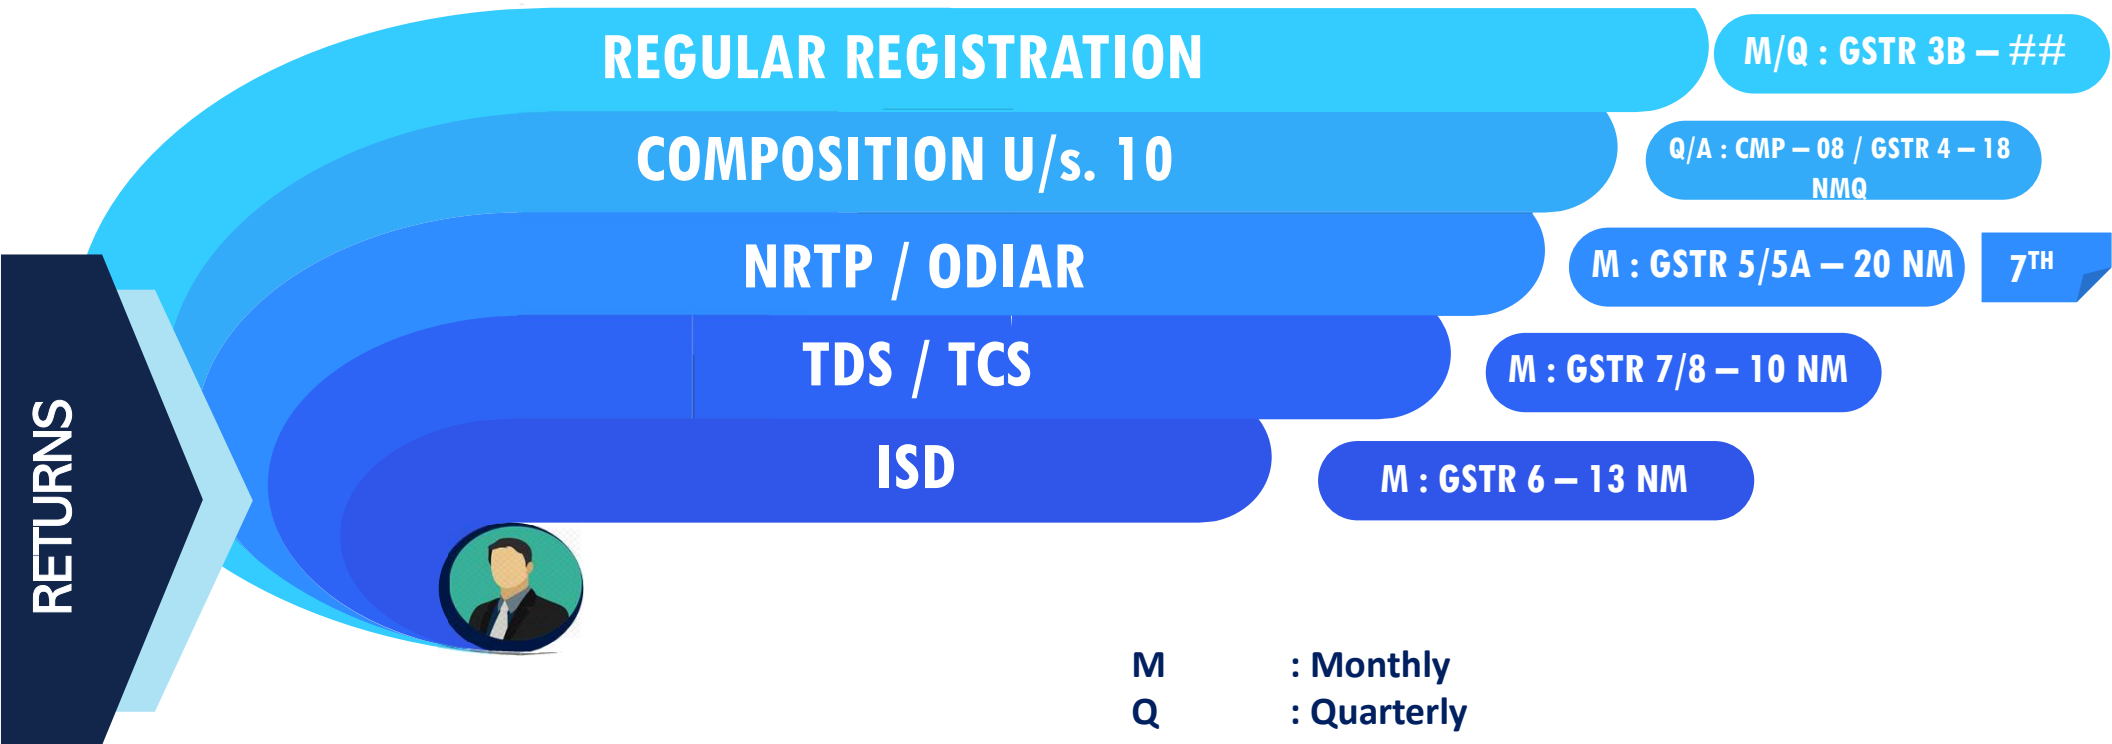 REGULAR REGISTRATION
M/Q : GSTR 3B – ##
COMPOSITION U/s. 10
Q/A : CMP – 08 / GSTR 4 – 18
NMQ
NRTP / ODIAR
M : GSTR 5/5A – 20 NM
7TH
TDS / TCS
M : GSTR 7/8 – 10 NM
ISD
M : GSTR 6 – 13 NM
RETURNS
M : Monthly
Q : Quarterly